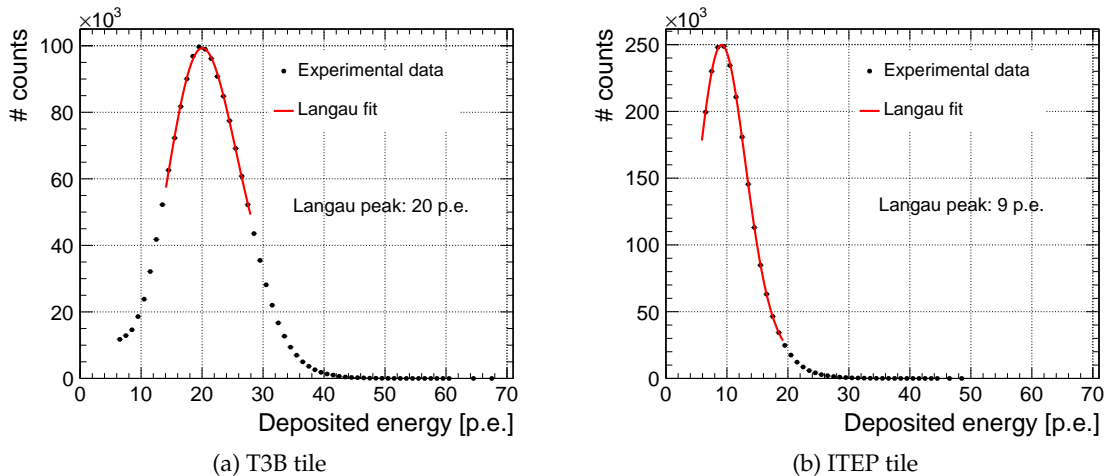 ×10³
# counts
100
80
60
40
20
0
Experimental data
Langau fit
Langau peak: 20 p.e.
0 10 20 30 40 50 60 70
Deposited energy [p.e.]
(a) T3B tile
×10³
# counts
250
200
150
100
50
0
Experimental data
Langau fit
Langau peak: 9 p.e.
0 10 20 30 40 50 60 70
Deposited energy [p.e.]
(b) ITEP tile